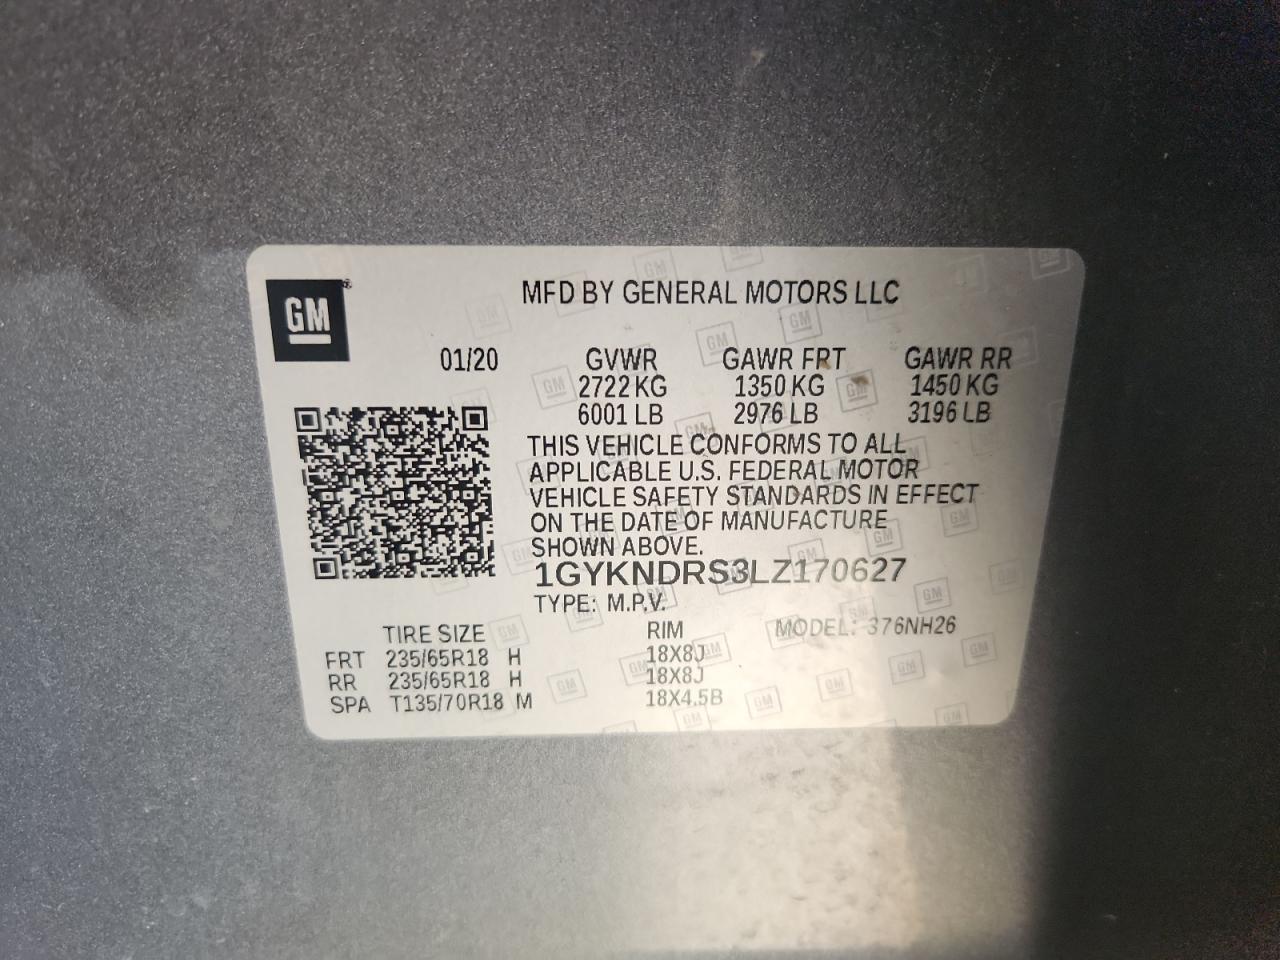 GM
MFD BY GENERAL MOTORS LLC
01/20 GVWR GAWR FRT GAWR RR
2722 KG 1350 KG 1450 KG
6001 LB 2976 LB 3196 LB
THIS VEHICLE CONFORMS TO ALL
APPLICABLE U.S. FEDERAL MOTOR
VEHICLE SAFETY STANDARDS IN EFFECT
ON THE DATE OF MANUFACTURE
SHOWN ABOVE.
1GYKNDRS3LZ170627
TYPE: M.P.V.
TIRE SIZE RIM MODEL: 376NH26
FRT 235/65R18 H 18X8J
RR 235/65R18 H 18X8J
SPA T135/70R18 M 18X4.5B